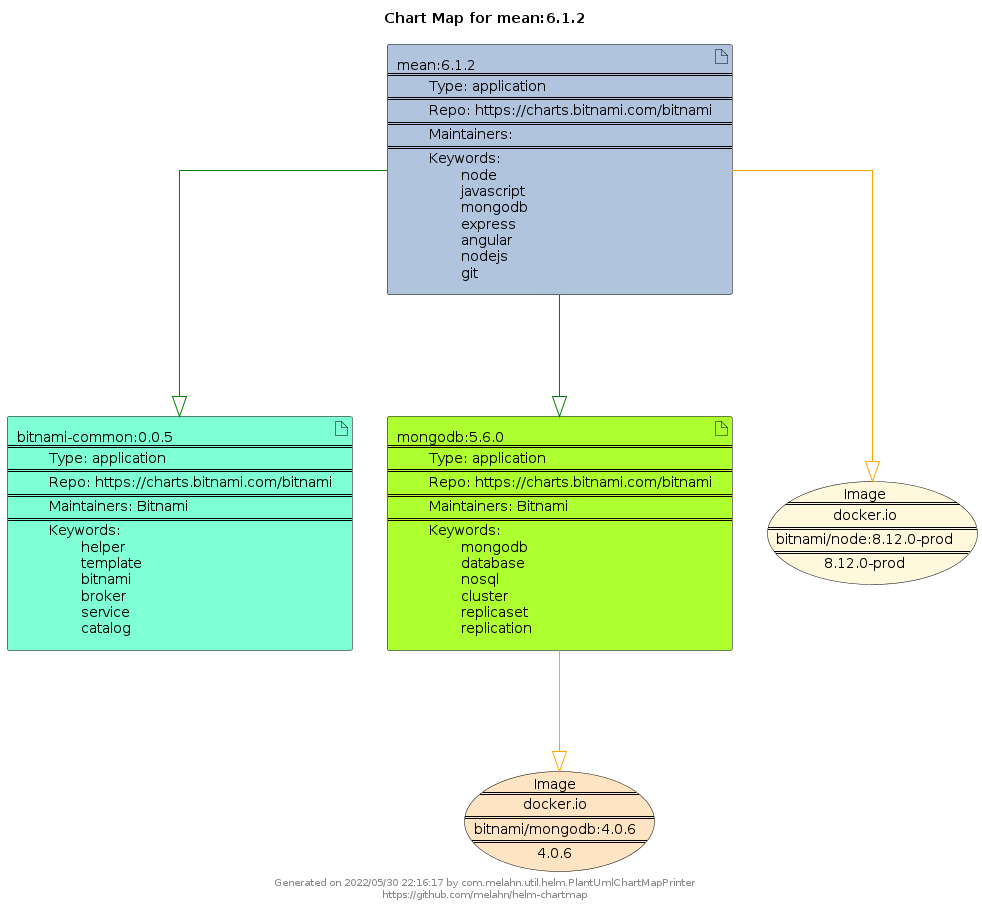 Chart Map for mean:6.1.2
mean:6.1.2
Type: application
Repo: https://charts.bitnami.com/bitnami
Maintainers:
Keywords:
node
javascript
mongodb
express
angular
nodejs
git
bitnami-common:0.0.5
Type: application
Repo: https://charts.bitnami.com/bitnami
Maintainers: Bitnami
Keywords:
helper
template
bitnami
broker
service
catalog
mongodb:5.6.0
Type: application
Repo: https://charts.bitnami.com/bitnami
Maintainers: Bitnami
Keywords:
mongodb
database
nosql
cluster
replicaset
replication
Image
docker.io
bitnami/node:8.12.0-prod
8.12.0-prod
Image
docker.io
bitnami/mongodb:4.0.6
4.0.6
Generated on 2022/05/30 22:16:17 by com.melahn.util.helm.PlantUmlChartMapPrinter
https://github.com/melahn/helm-chartmap